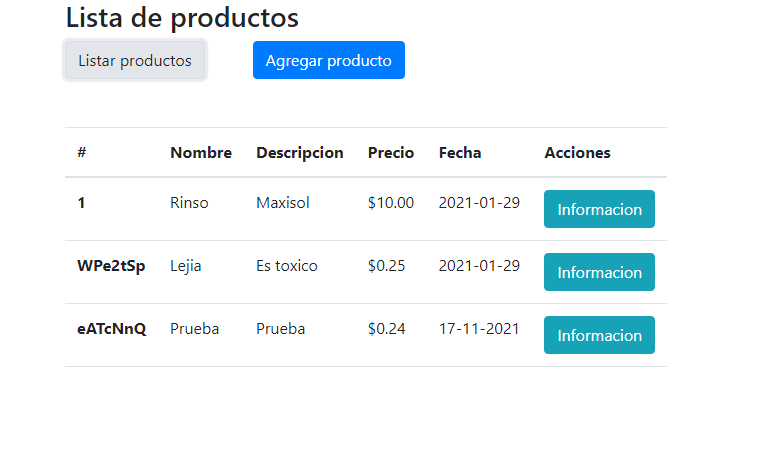 Lista de productos
Listar productos Agregar producto
# Nombre Descripcion Precio Fecha Acciones
1 Rinso Maxisol $10.00 2021-01-29 Informacion
WPe2tSp Lejia Es toxico $0.25 2021-01-29 Informacion
eATcNnQ Prueba Prueba $0.24 17-11-2021 Informacion